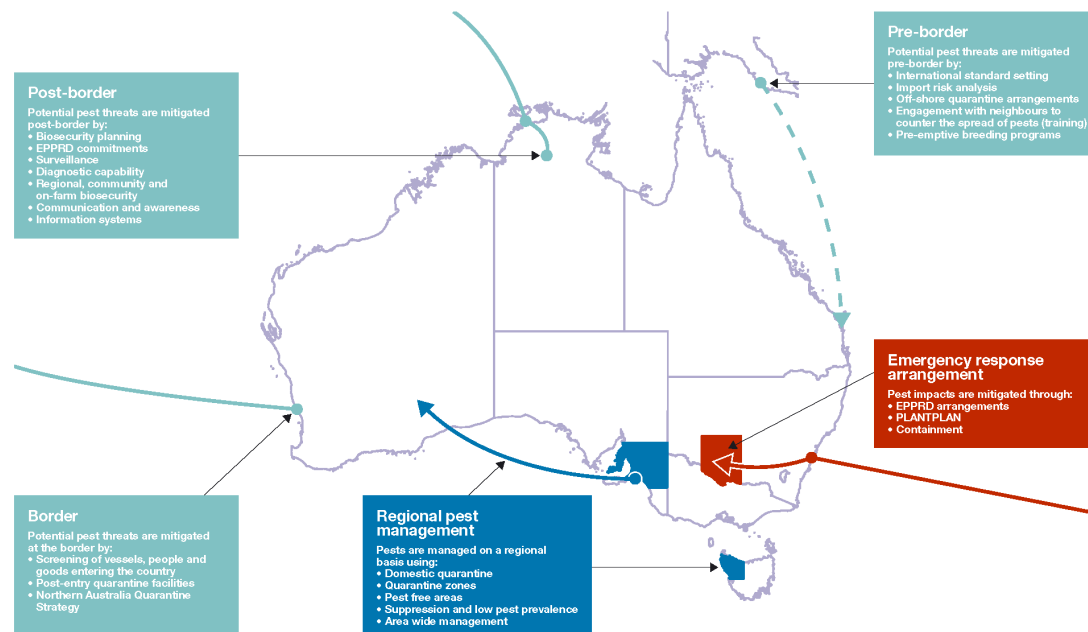 Pre-border
Potential pest threats are mitigated
pre-border by:
• International standard setting
• Import risk analysis
• Off-shore quarantine arrangements
• Engagement with neighbours to
counter the spread of pests (training)
• Pre-emptive breeding programs
Post-border
Potential pest threats are mitigated
post-border by:
• Biosecurity planning
• EPPRD commitments
• Surveillance
• Diagnostic capability
• Regional, community and
on-farm biosecurity
• Communication and awareness
• Information systems
Emergency response
arrangement
Pest impacts are mitigated through:
• EPPRD arrangements
• PLANTPLAN
• Containment
Border
Potential pest threats are mitigated
at the border by:
• Screening of vessels, people and
goods entering the country
• Post-entry quarantine facilities
• Northern Australia Quarantine
Strategy
Regional pest
management
Pests are managed on a regional
basis using:
• Domestic quarantine
• Quarantine zones
• Pest free areas
• Suppression and low pest prevalence
• Area wide management